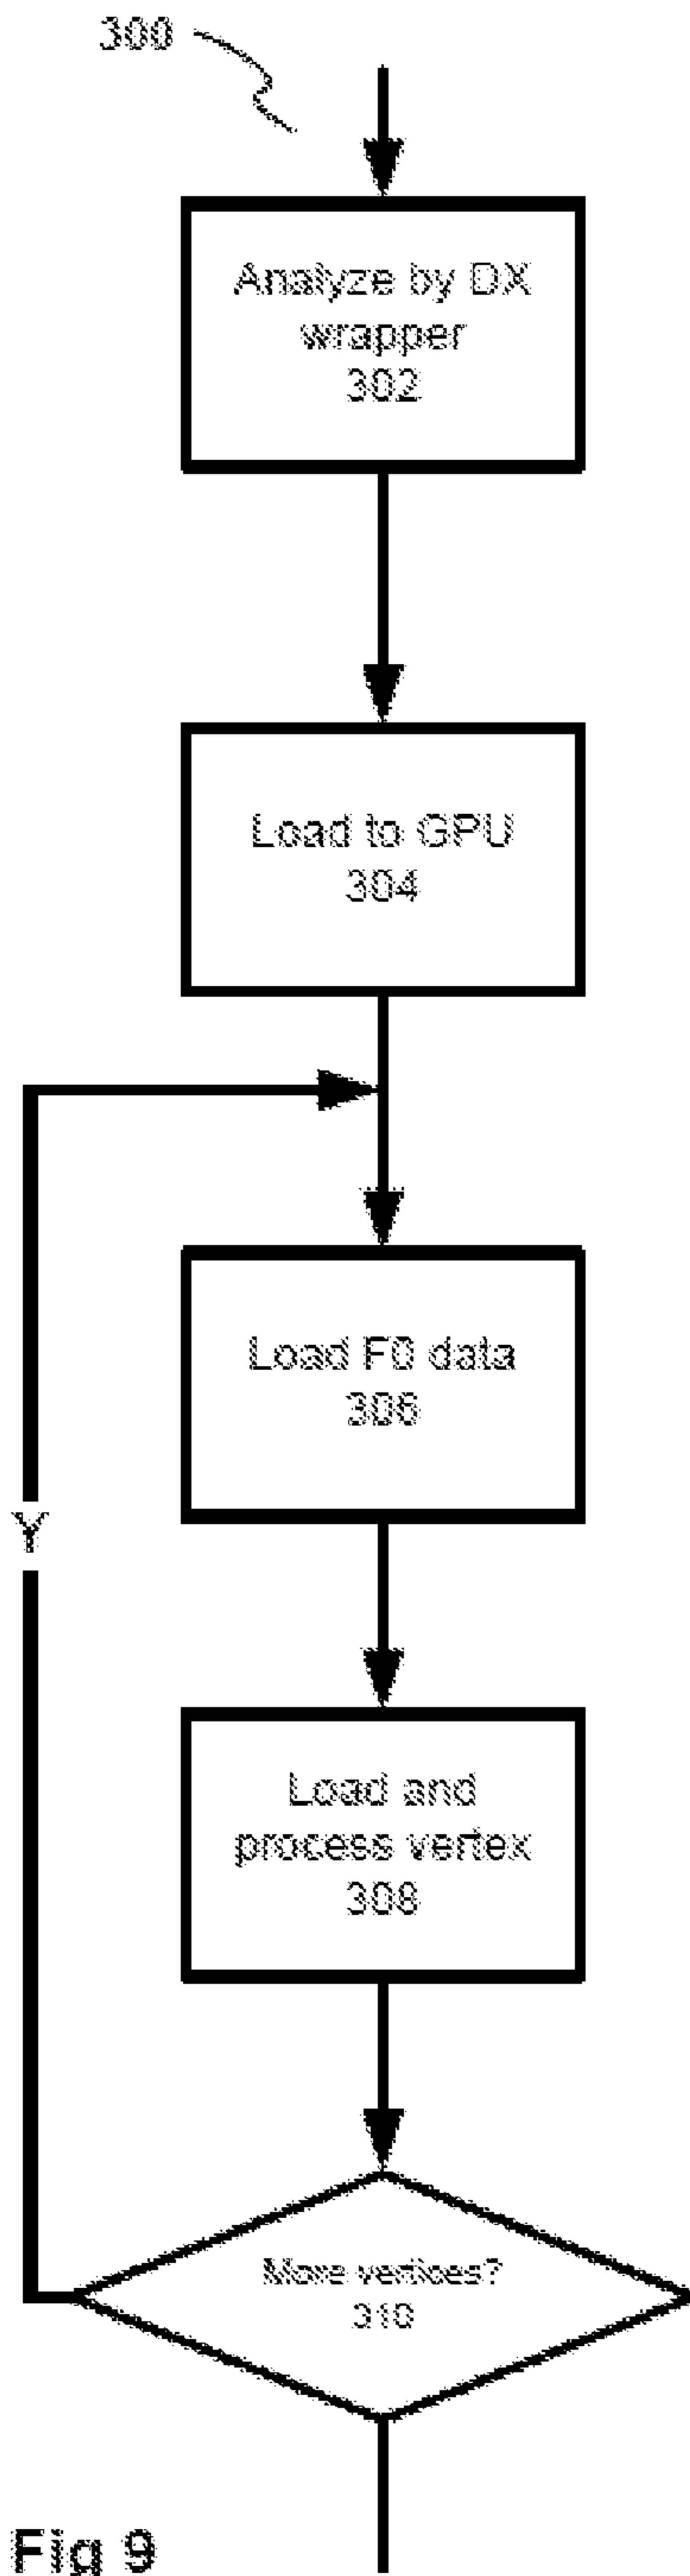 300
Analyze by DX
wrapper
302
Load to GPU
304
Load F0 data
306
Y
Load and
process vertex
308
More vertices?
310
Fig 9